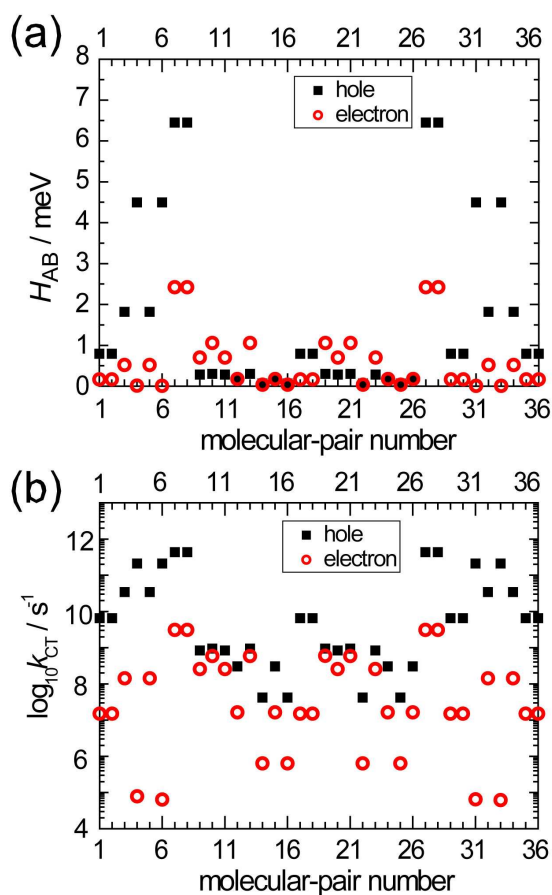 (a)
1 6 11 16 21 26 31 36
8
7
6
5
4
3
2
1
0
H_AB / meV
hole
electron
1 6 11 16 21 26 31 36
molecular-pair number
(b)
1 6 11 16 21 26 31 36
12
10
8
6
4
log₁₀k_CT / s⁻¹
hole
electron
1 6 11 16 21 26 31 36
molecular-pair number